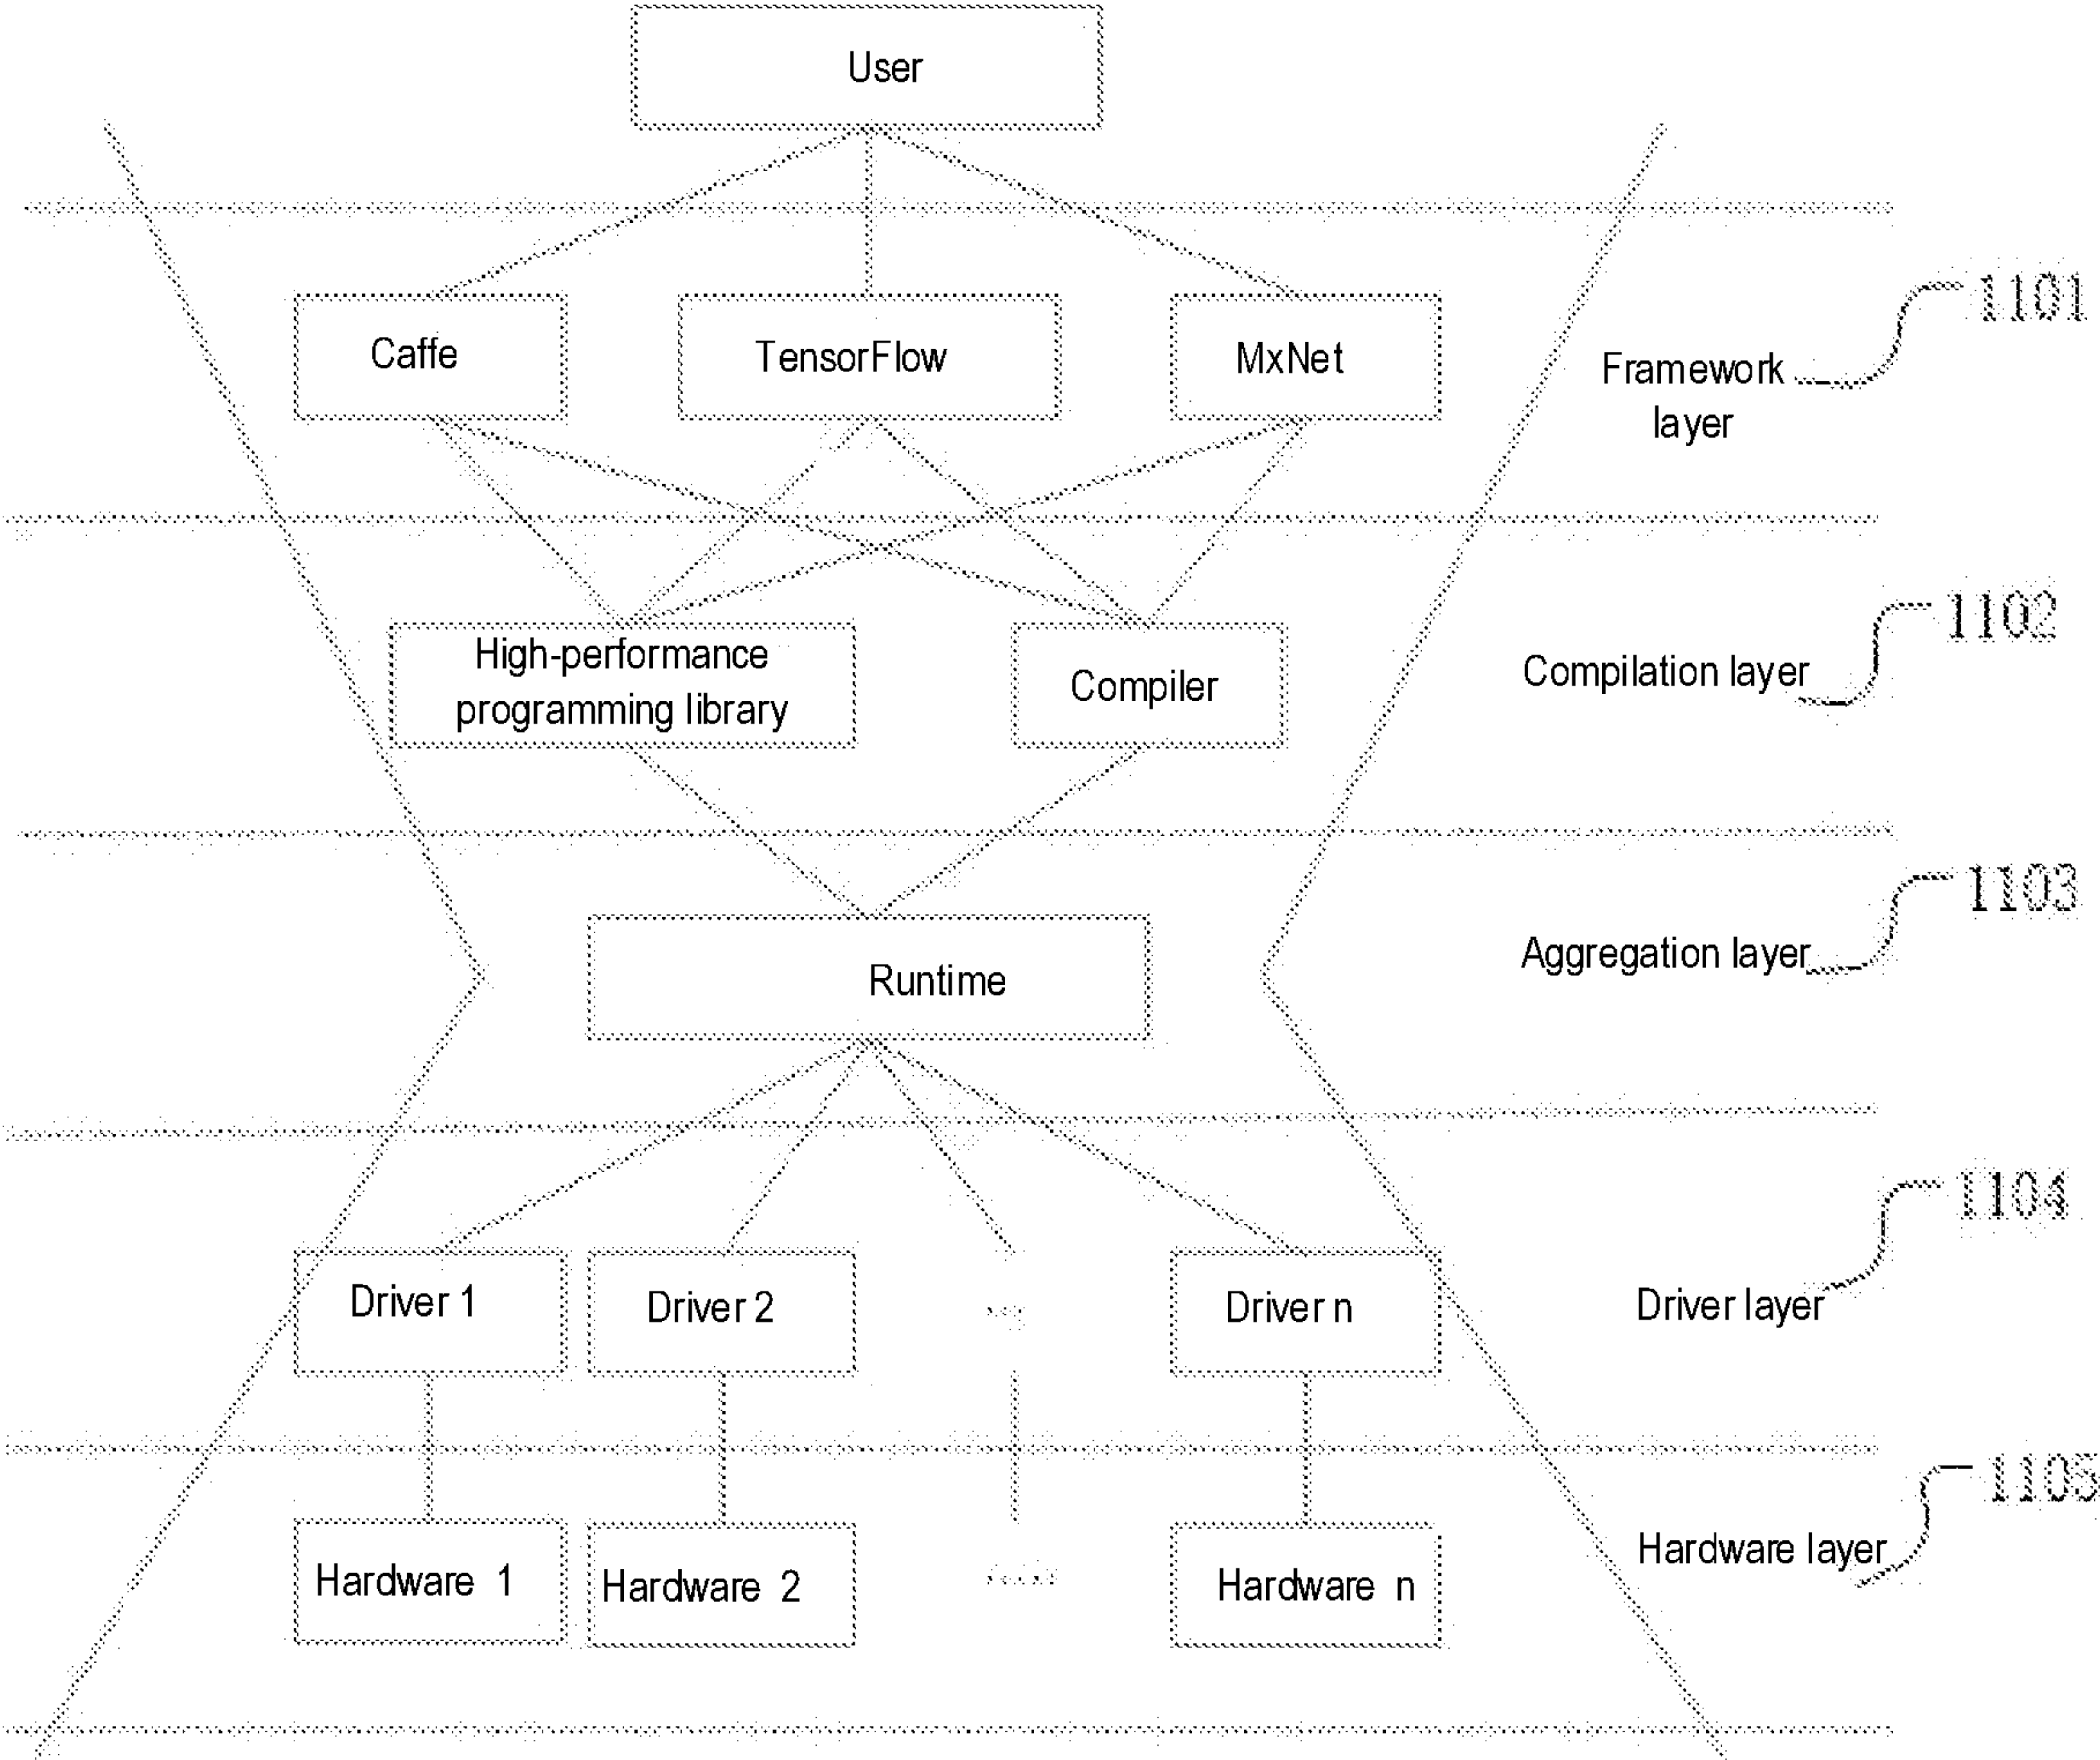 User
Caffe
TensorFlow
MxNet
Framework
layer
1101
High-performance
programming library
Compiler
Compilation layer
1102
Runtime
Aggregation layer
1103
Driver 1
Driver 2
...
Driver n
Driver layer
1104
Hardware 1
Hardware 2
......
Hardware n
Hardware layer
1105